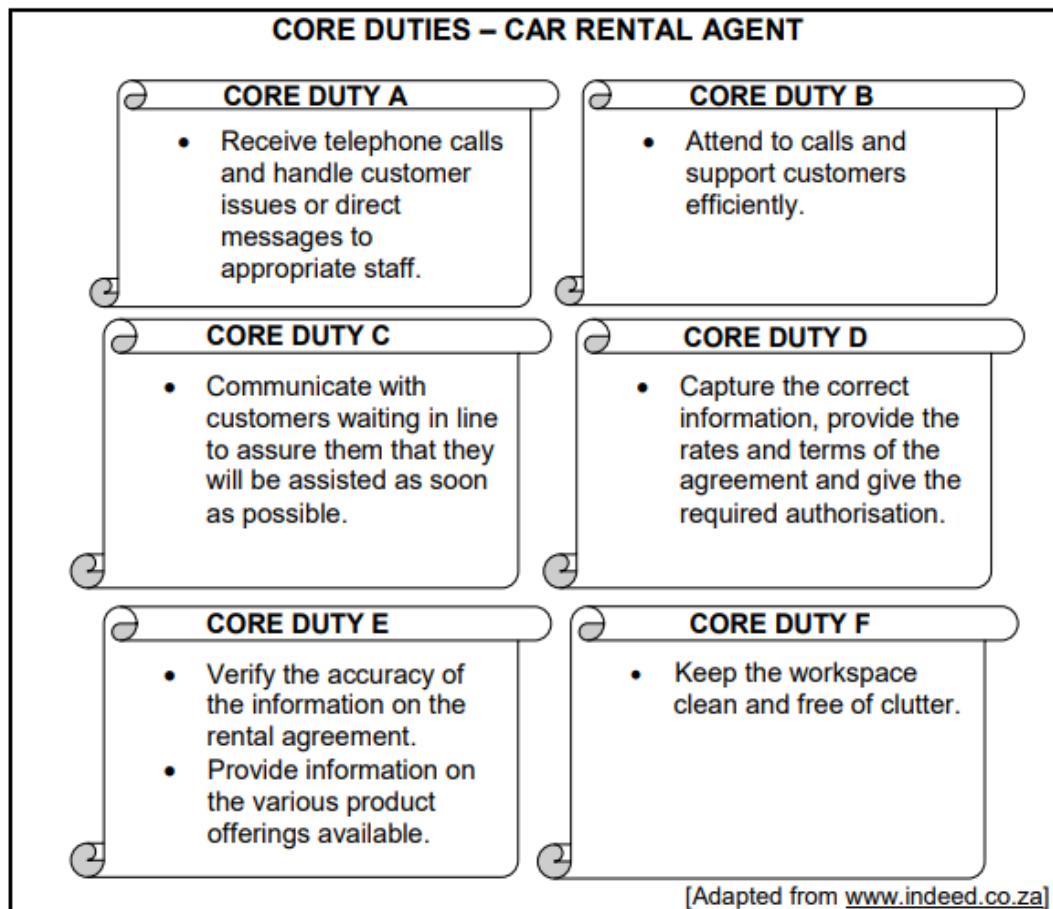 CORE DUTIES – CAR RENTAL AGENT
CORE DUTY A
• Receive telephone calls
and handle customer
issues or direct
messages to
appropriate staff.
CORE DUTY B
• Attend to calls and
support customers
efficiently.
CORE DUTY C
• Communicate with
customers waiting in line
to assure them that they
will be assisted as soon
as possible.
CORE DUTY D
• Capture the correct
information, provide the
rates and terms of the
agreement and give the
required authorisation.
CORE DUTY E
• Verify the accuracy of
the information on the
rental agreement.
• Provide information on
the various product
offerings available.
CORE DUTY F
• Keep the workspace
clean and free of clutter.
[Adapted from www.indeed.co.za]